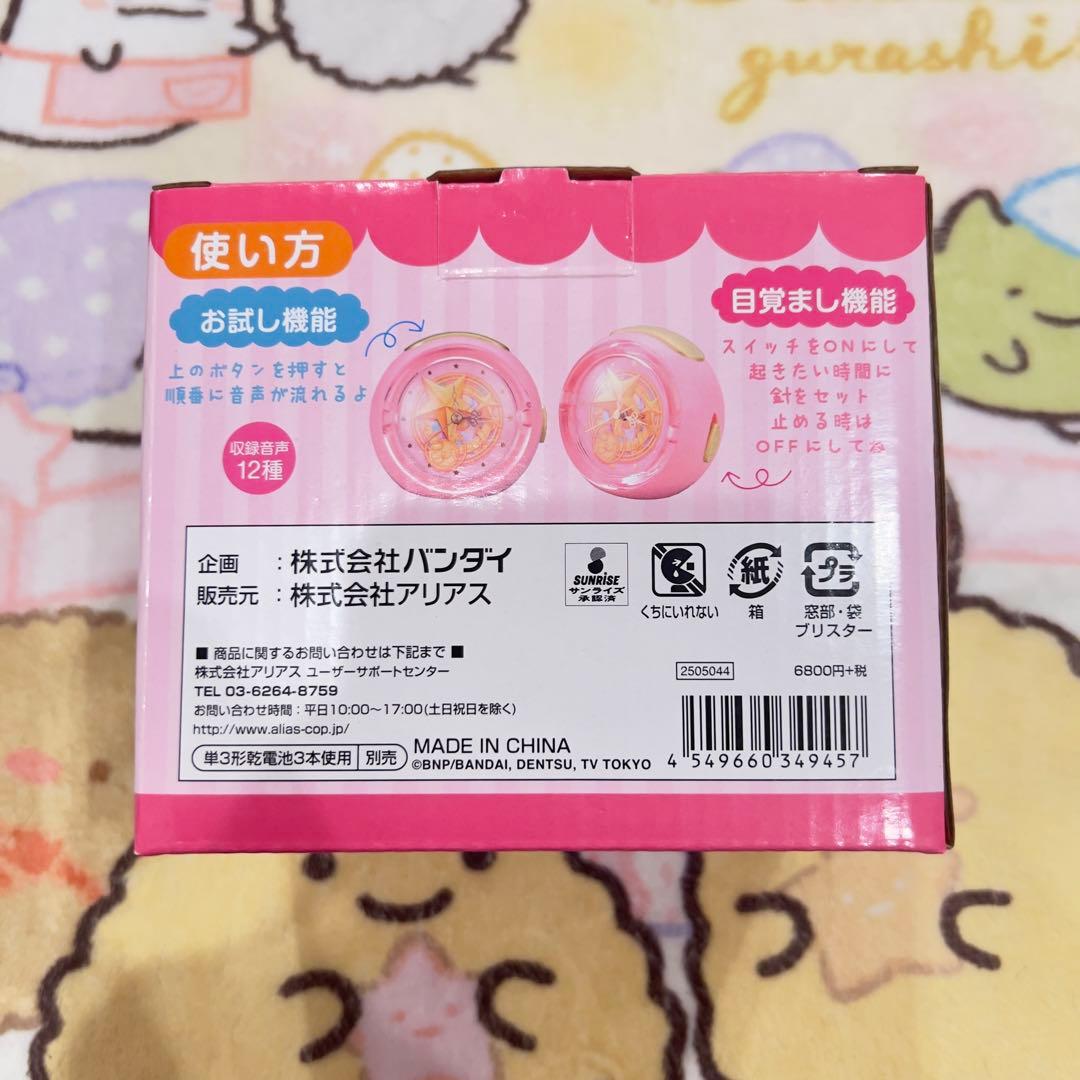 gurashi
使い方
お試し機能
上のボタンを押すと
順番に音声が流れるよ
収録音声
12種
目覚まし機能
スイッチをONにして
起きたい時間に
針をセット
止める時は
OFFにしてね
企画 : 株式会社バンダイ
販売元 : 株式会社アリアス
SUNRISE
サンライズ
承認済
くちにいれない
紙
箱
プラ
窓部・袋
ブリスター
■ 商品に関するお問い合わせは下記まで ■
株式会社アリアス ユーザーサポートセンター
TEL 03-6264-8759
お問い合わせ時間：平日10:00～17:00(土日祝日を除く)
http://www.alias-cop.jp/
単3形乾電池3本使用 別売
MADE IN CHINA
©BNP/BANDAI, DENTSU, TV TOKYO
2505044
6800円+税
4 549660 349457